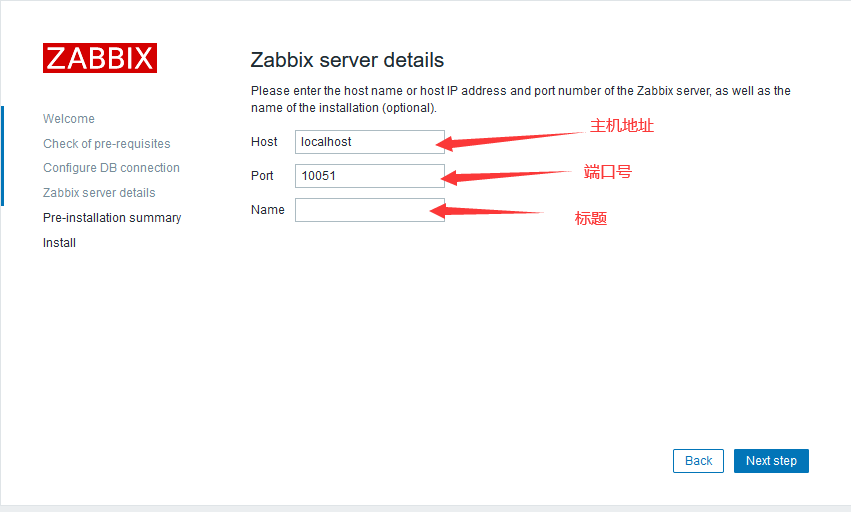 ZABBIX
Welcome
Check of pre-requisites
Configure DB connection
Zabbix server details
Pre-installation summary
Install
Zabbix server details
Please enter the host name or host IP address and port number of the Zabbix server, as well as the
name of the installation (optional).
Host localhost 主机地址
Port 10051 端口号
Name 标题
Back Next step